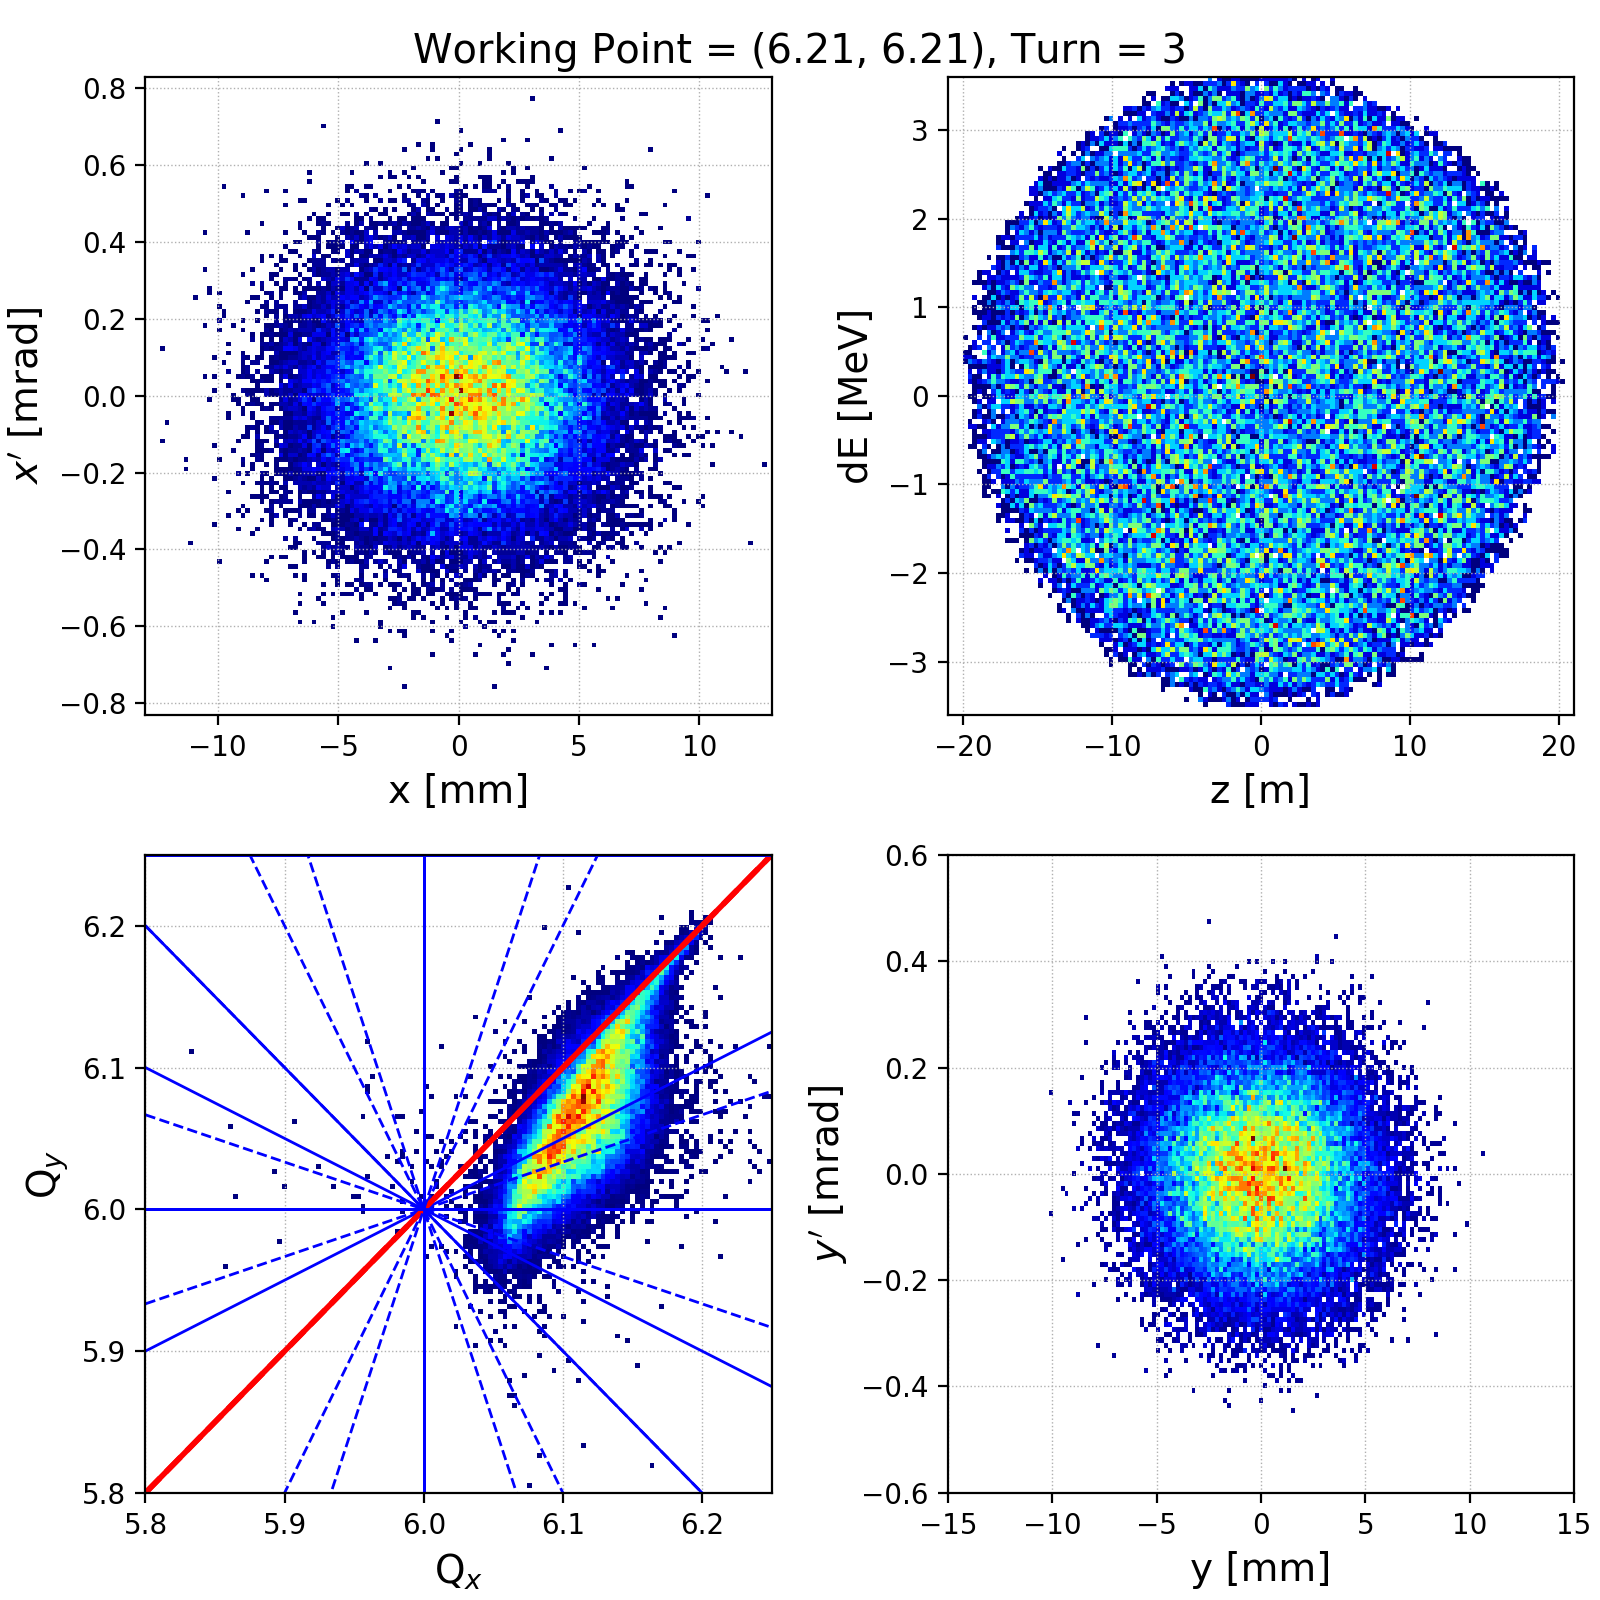 Working Point = (6.21, 6.21), Turn = 3
0.8
0.6
0.4
0.2
0.0
−0.2
−0.4
−0.6
−0.8
x′ [mrad]
−10 −5 0 5 10
x [mm]
3
2
1
0
−1
−2
−3
dE [MeV]
−20 −10 0 10 20
z [m]
6.2
6.1
6.0
5.9
5.8
Qy
5.8 5.9 6.0 6.1 6.2
Qx
0.6
0.4
0.2
0.0
−0.2
−0.4
−0.6
y′ [mrad]
−15 −10 −5 0 5 10 15
y [mm]